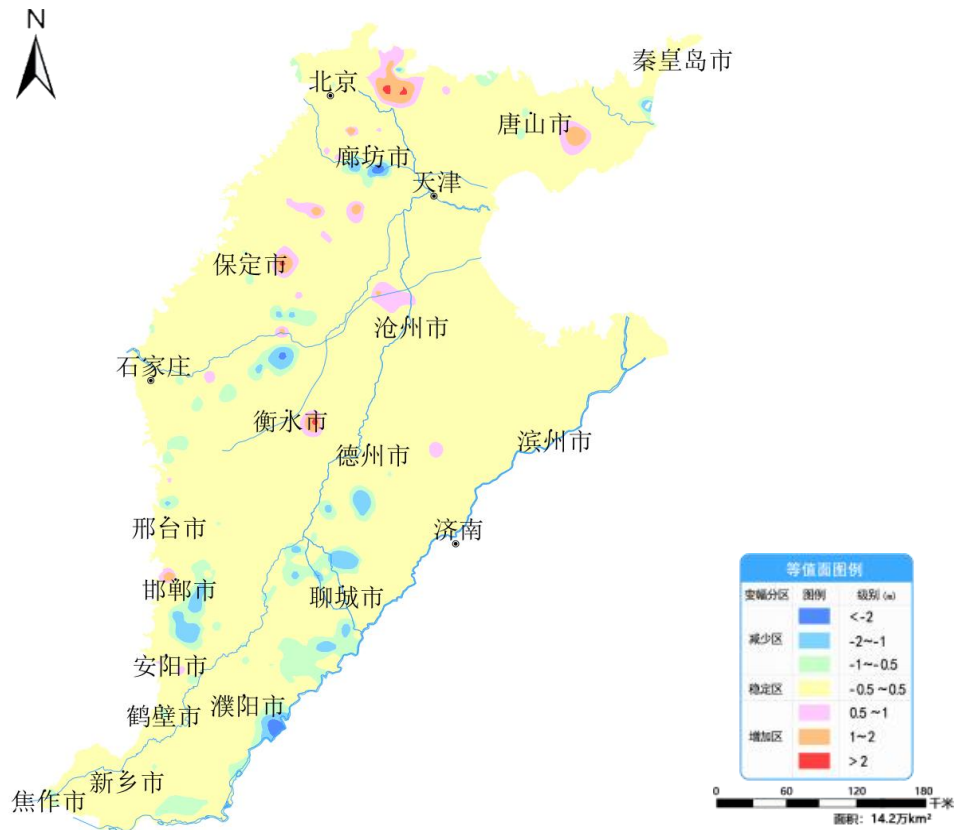 N
秦皇岛市
北京
唐山市
廊坊市
天津
保定市
沧州市
石家庄
衡水市
滨州市
德州市
邢台市
济南
邯郸市
聊城市
安阳市
鹤壁市
濮阳市
新乡市
焦作市
等值面图例
变幅分区 图例 级别 (m)
减少区
<-2
-2~-1
-1~-0.5
稳定区 -0.5~0.5
增加区
0.5~1
1~2
>2
0 60 120 180
千米
面积：14.2万km²